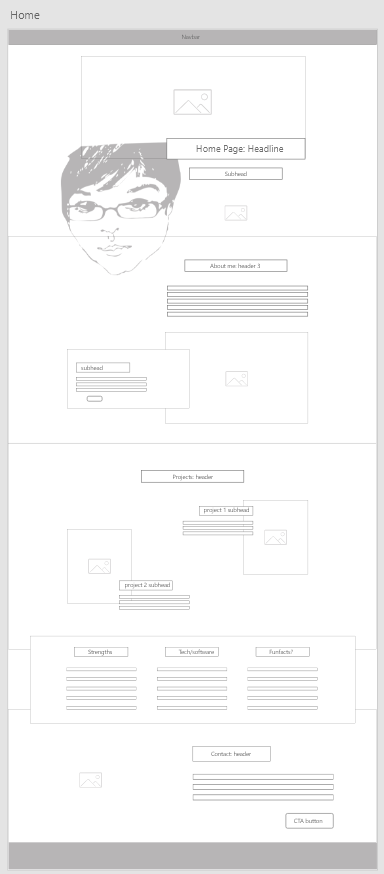 Home
Navbar
Home Page: Headline
Subhead
About me: header 3
subhead
Projects: header
project 1 subhead
project 2 subhead
Strengths
Tech/software
Funfacts?
Contact: header
CTA button